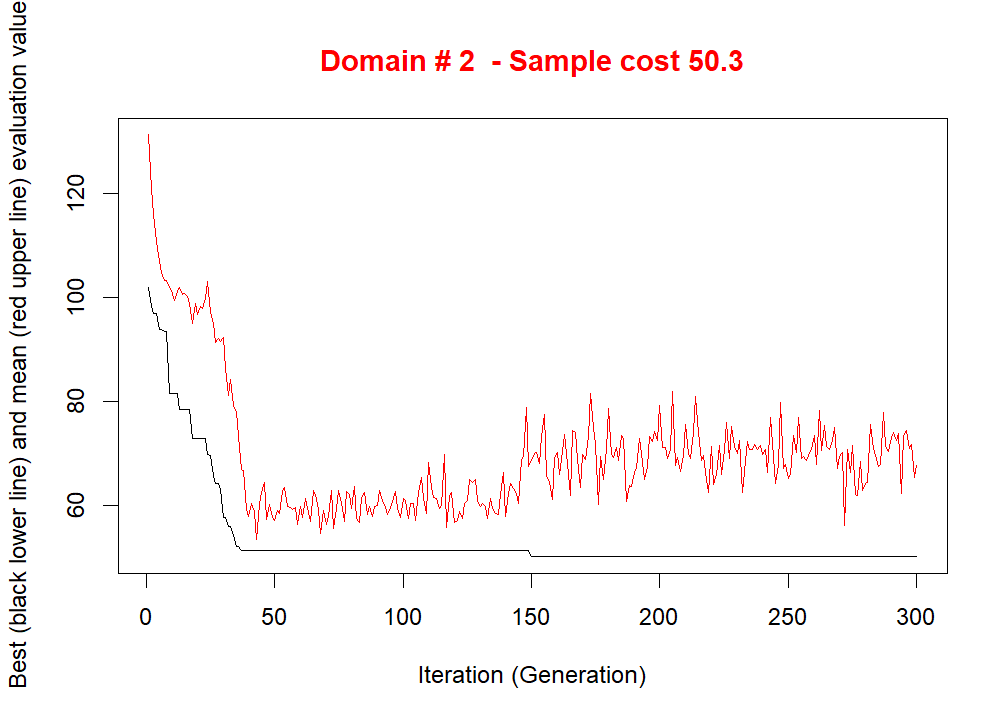 Domain # 2  - Sample cost 50.3
Best (black lower line) and mean (red upper line) evaluation value
120
100
80
60
0 50 100 150 200 250 300
Iteration (Generation)